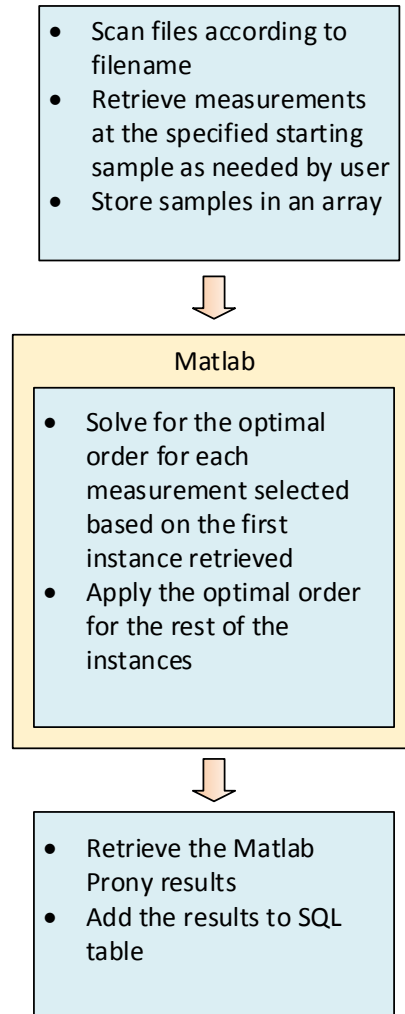 • Scan files according to
filename
• Retrieve measurements
at the specified starting
sample as needed by user
• Store samples in an array
Matlab
• Solve for the optimal
order for each
measurement selected
based on the first
instance retrieved
• Apply the optimal order
for the rest of the
instances
• Retrieve the Matlab
Prony results
• Add the results to SQL
table